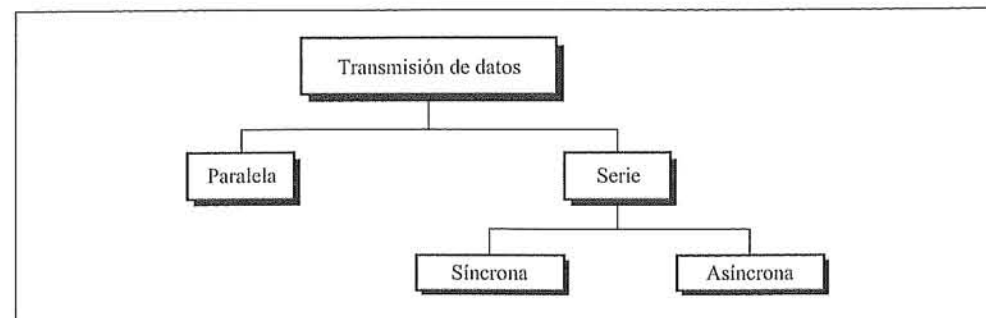 Transmisión de datos
Paralela
Serie
Síncrona
Asíncrona